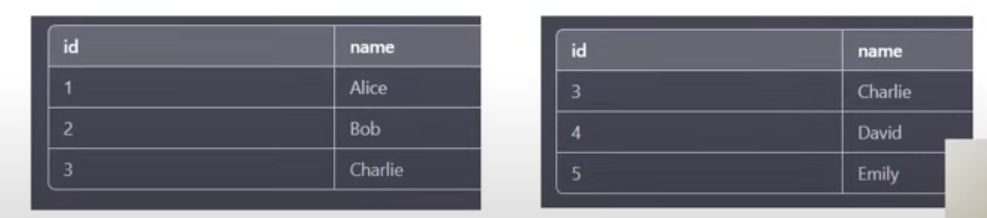 id name
1 Alice
2 Bob
3 Charlie
id name
3 Charlie
4 David
5 Emily